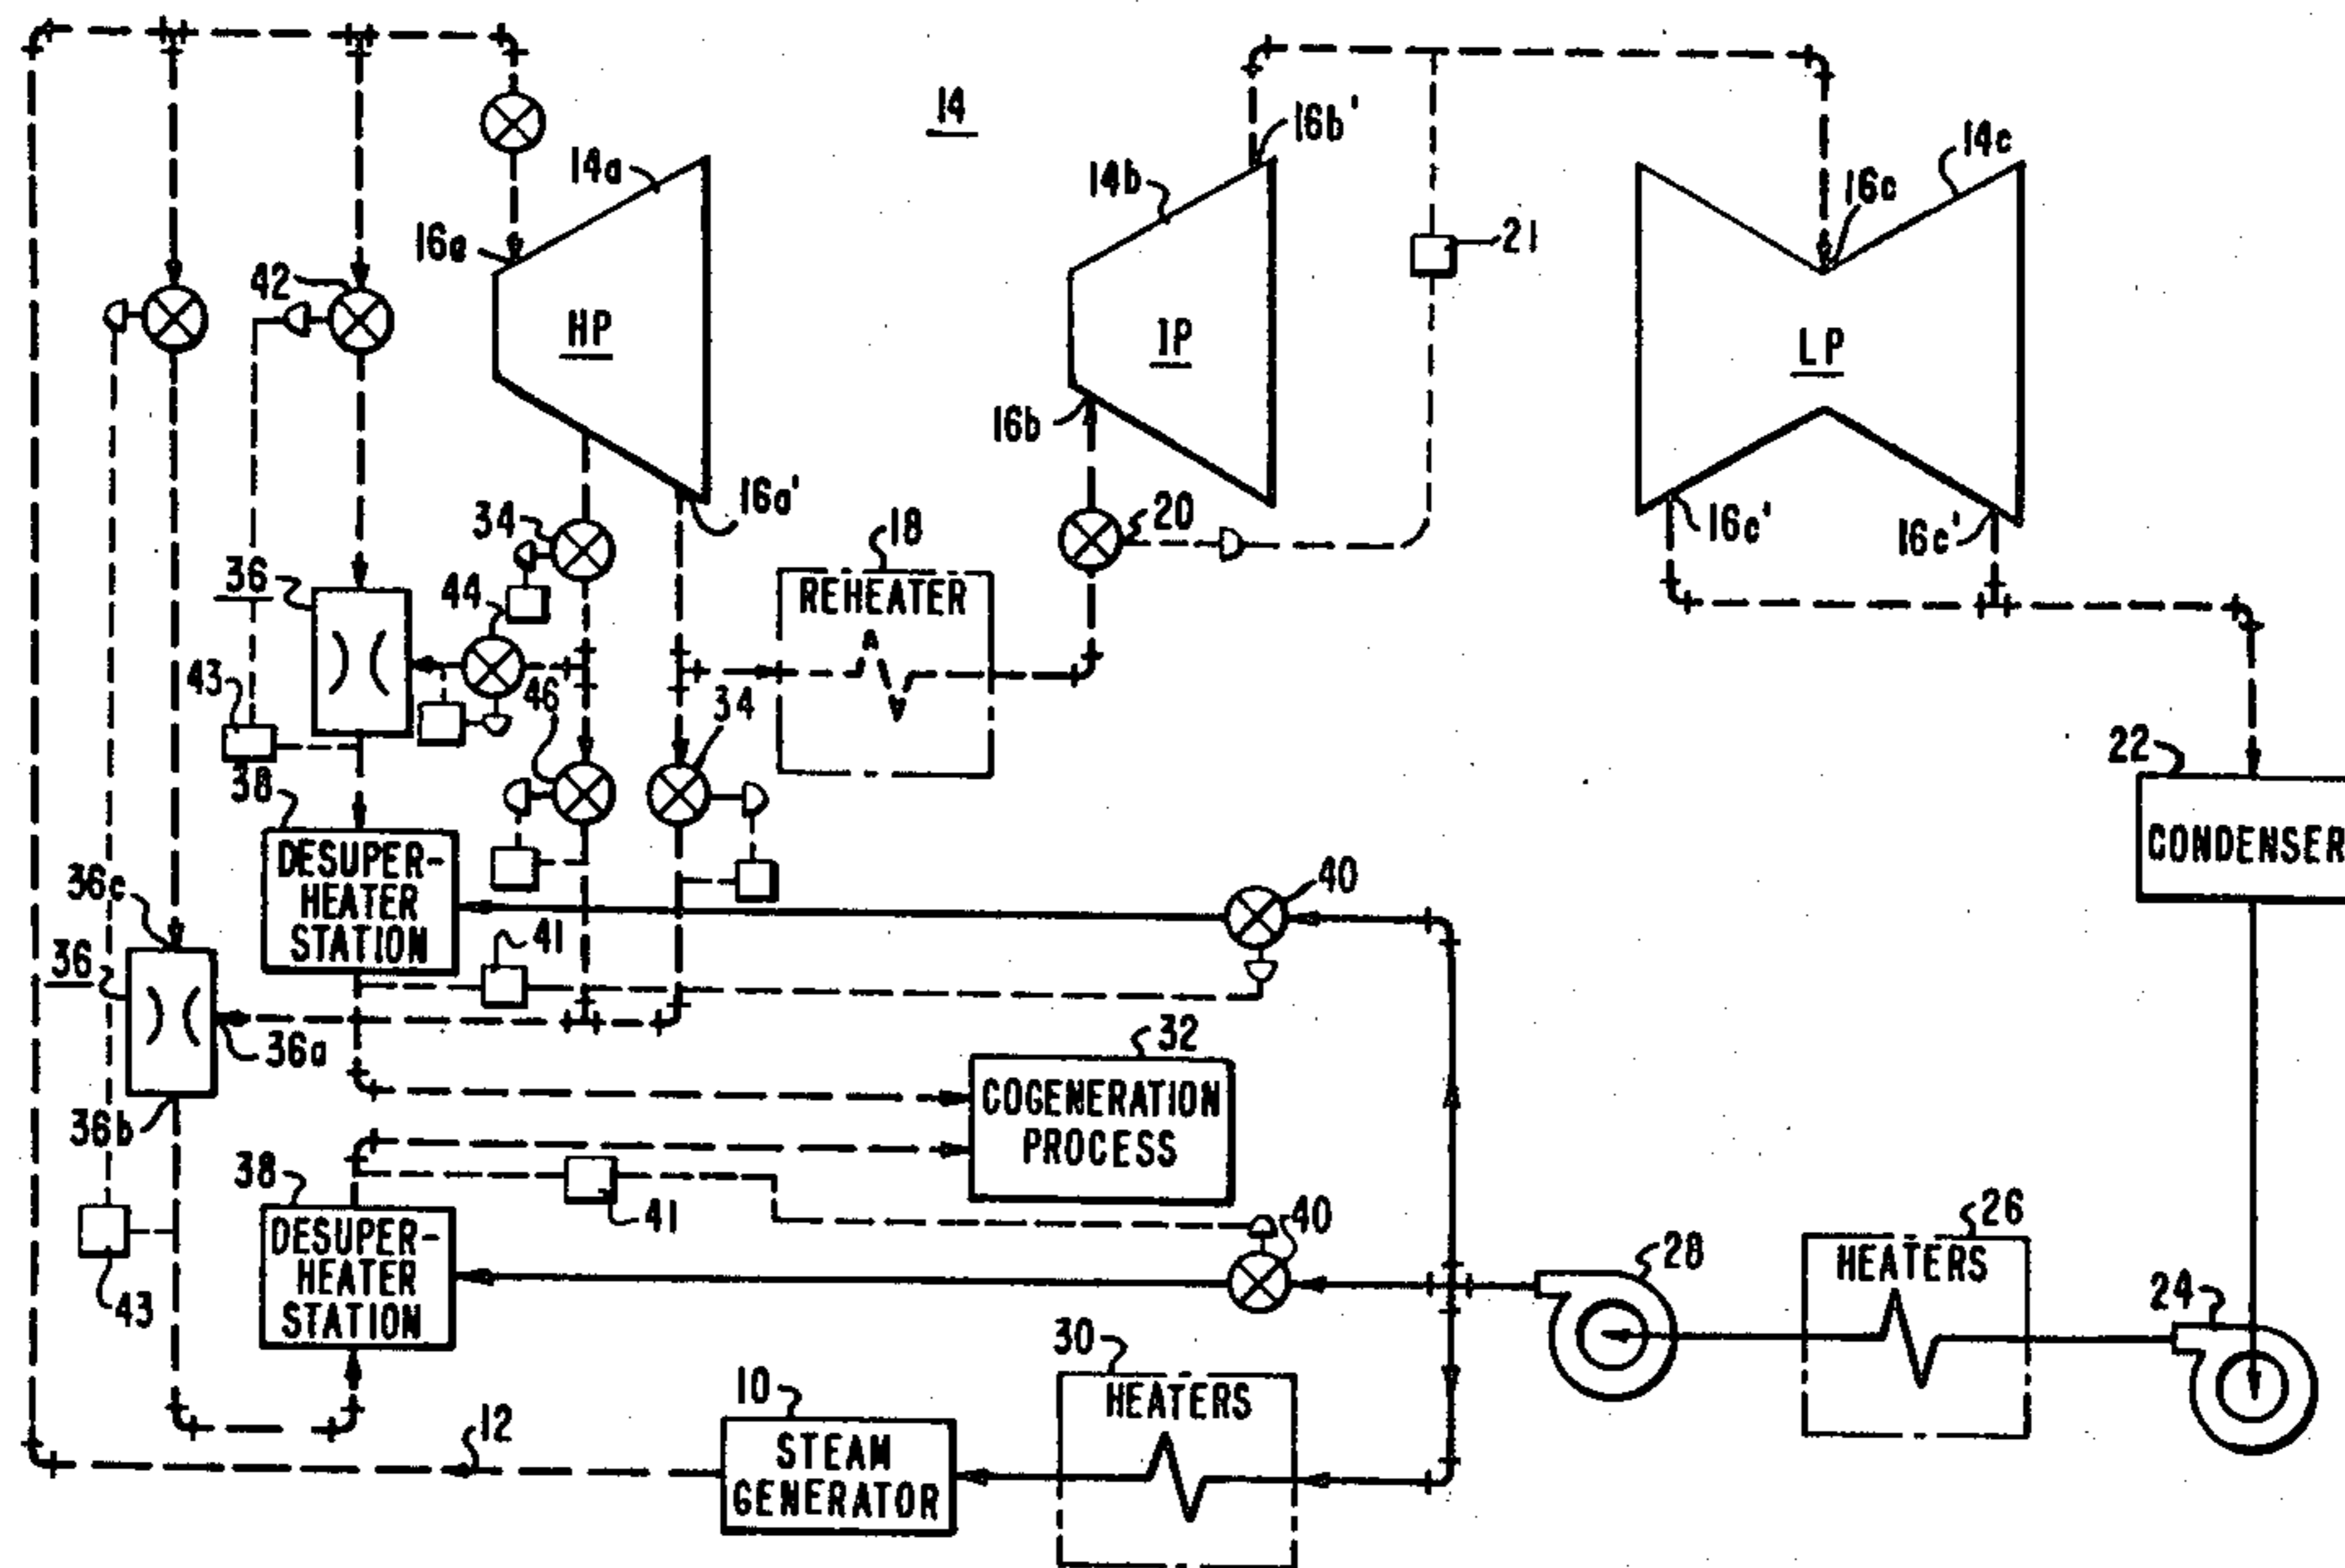 14
16b'
14a
14b
14c
16c
16a
21
42
HP
IP
LP
16b
16a'
34
18
20
16c'
16c'
36
44
REHEATER
43
46
34
22
38
CONDENSER
DESUPER-
HEATER
STATION
40
36c
41
36
36a
32
COGENERATION
PROCESS
36b
38
41
40
DESUPER-
HEATER
STATION
28
26
HEATERS
24
43
30
HEATERS
12
10
STEAM
GENERATOR